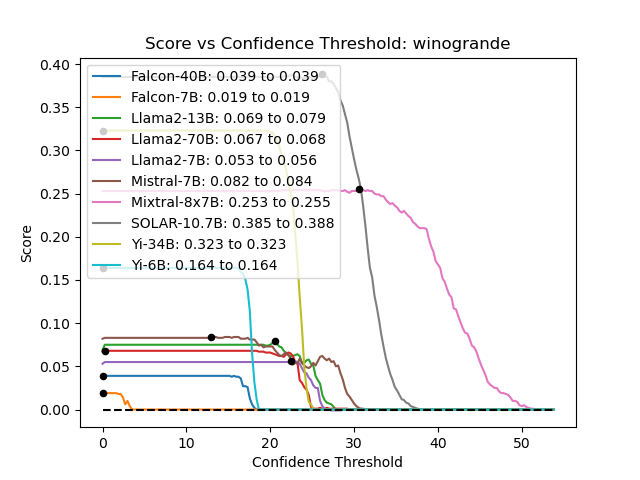 Score vs Confidence Threshold: winogrande
0.40
0.35
0.30
0.25
0.20
0.15
0.10
0.05
0.00
Score
Falcon-40B: 0.039 to 0.039
Falcon-7B: 0.019 to 0.019
Llama2-13B: 0.069 to 0.079
Llama2-70B: 0.067 to 0.068
Llama2-7B: 0.053 to 0.056
Mistral-7B: 0.082 to 0.084
Mixtral-8x7B: 0.253 to 0.255
SOLAR-10.7B: 0.385 to 0.388
Yi-34B: 0.323 to 0.323
Yi-6B: 0.164 to 0.164
0
10
20
30
40
50
Confidence Threshold